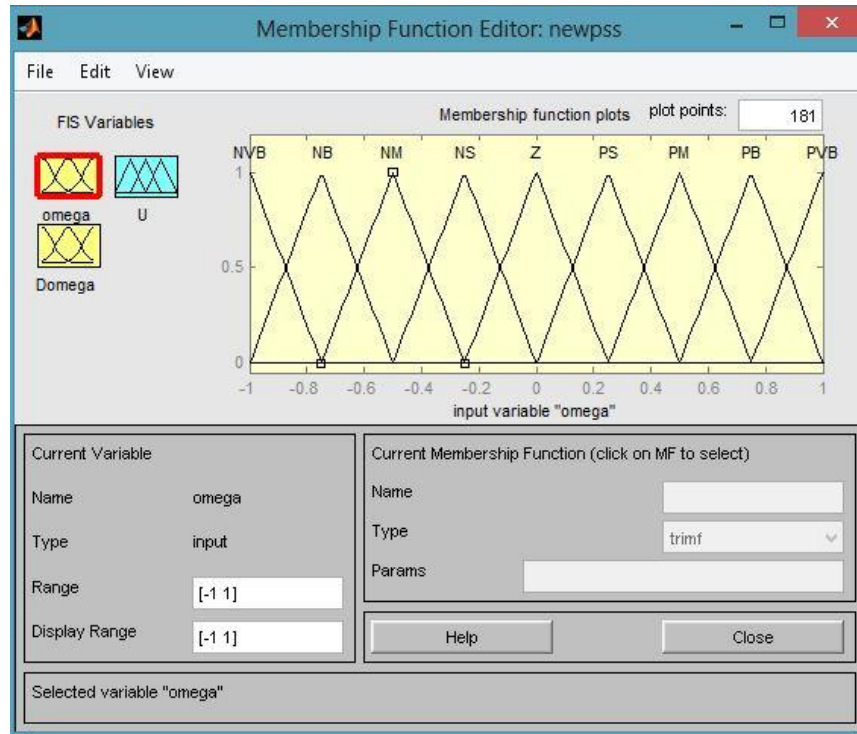 Membership Function Editor: newpss
File Edit View
FIS Variables
omega
U
Domega
Membership function plots
plot points:
181
NVB NB NM NS Z PS PM PB PVB
1
0.5
0
-1 -0.8 -0.6 -0.4 -0.2 0 0.2 0.4 0.6 0.8 1
input variable "omega"
Current Variable
Name omega
Type input
Range [-1 1]
Display Range [-1 1]
Current Membership Function (click on MF to select)
Name
Type trimf
Params
Help Close
Selected variable "omega"